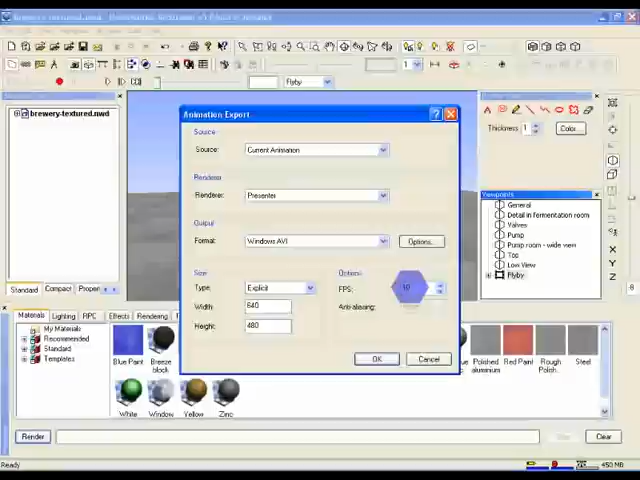 Flyby
brewery-textured.nwd
Standard
Compact
Animation Export
Source
Source:
Current Animation
Renderer
Renderer:
Presenter
Output
Format:
Windows AVI
Options...
Size
Type:
Explicit
Width:
640
Height:
480
Options
FPS:
10
Anti-aliasing:
OK
Cancel
Thickness
1
Color...
Viewpoints
General
Detail in fermentation room
Valves
Pump
Pump room - wide view
Top
Low View
Flyby
Materials
Lighting
RPC
Effects
Rendering
My Materials
Recommended
Standard
Templates
Blue Paint
Breeze block
Polished aluminium
Red Paint
Rough Polish..
Steel
White
Window
Yellow
Zinc
Render
Clear
Ready
450 MB